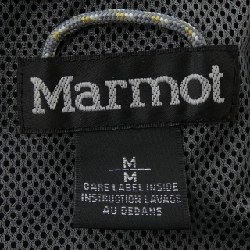 Marmot
M
M
CARE LABEL INSIDE
INSTRUCTION LAVAGE
AU DEDANS